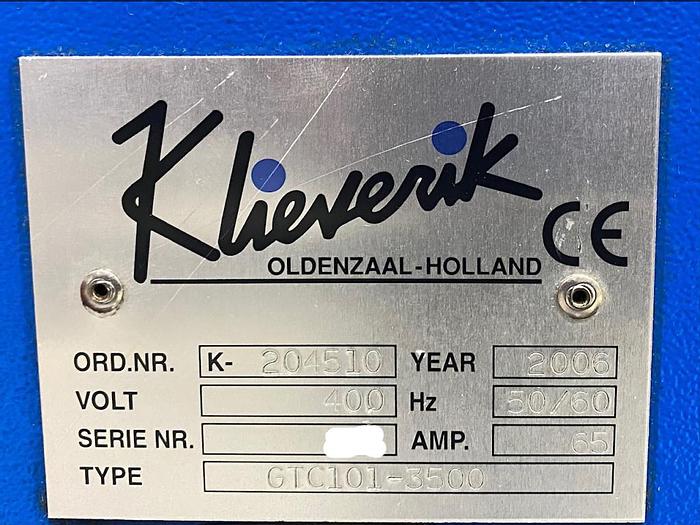 Klieverik
CE
OLDENZAAL-HOLLAND
ORD.NR. K- 204510 YEAR 2006
VOLT 400 Hz 50/60
SERIE NR. AMP. 65
TYPE GTC101-3500